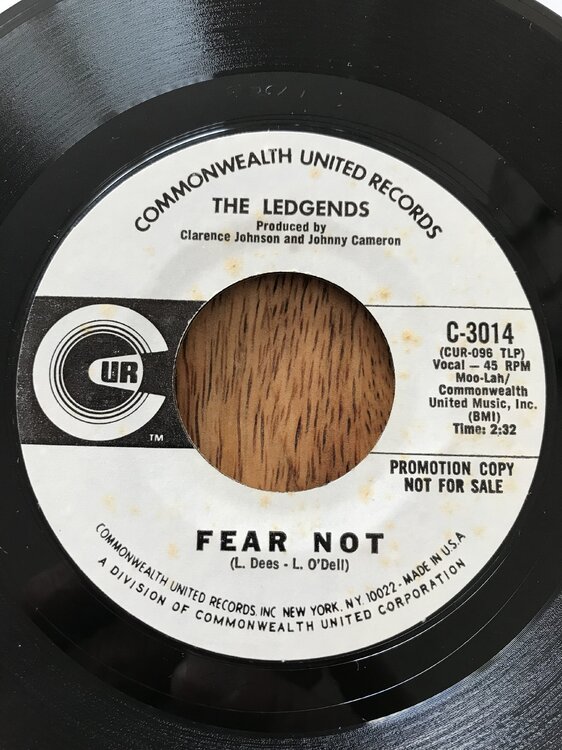 COMMONWEALTH UNITED RECORDS
THE LEDGENDS
Produced by
Clarence Johnson and Johnny Cameron
CUR
TM
C-3014
(CUR-096 TLP)
Vocal — 45 RPM
Moo-Lah/
Commonwealth
United Music, Inc.
(BMI)
Time: 2:32
PROMOTION COPY
NOT FOR SALE
FEAR NOT
(L. Dees - L. O'Dell)
COMMONWEALTH UNITED RECORDS, INC NEW YORK, N.Y. 10022 - MADE IN U.S.A
A DIVISION OF COMMONWEALTH UNITED CORPORATION